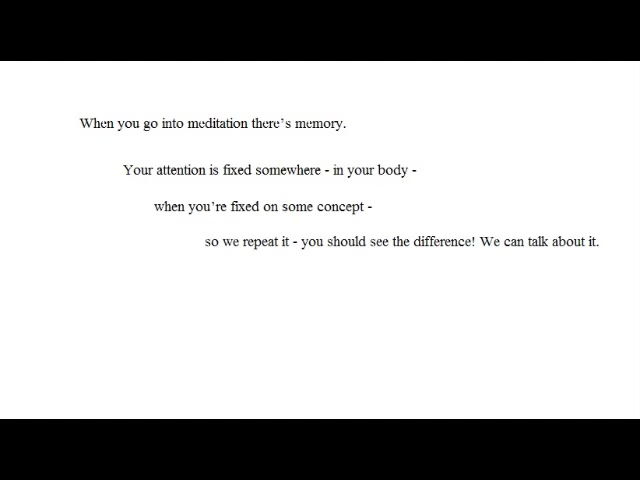 When you go into meditation there’s memory.
Your attention is fixed somewhere - in your body -
when you’re fixed on some concept -
so we repeat it - you should see the difference! We can talk about it.